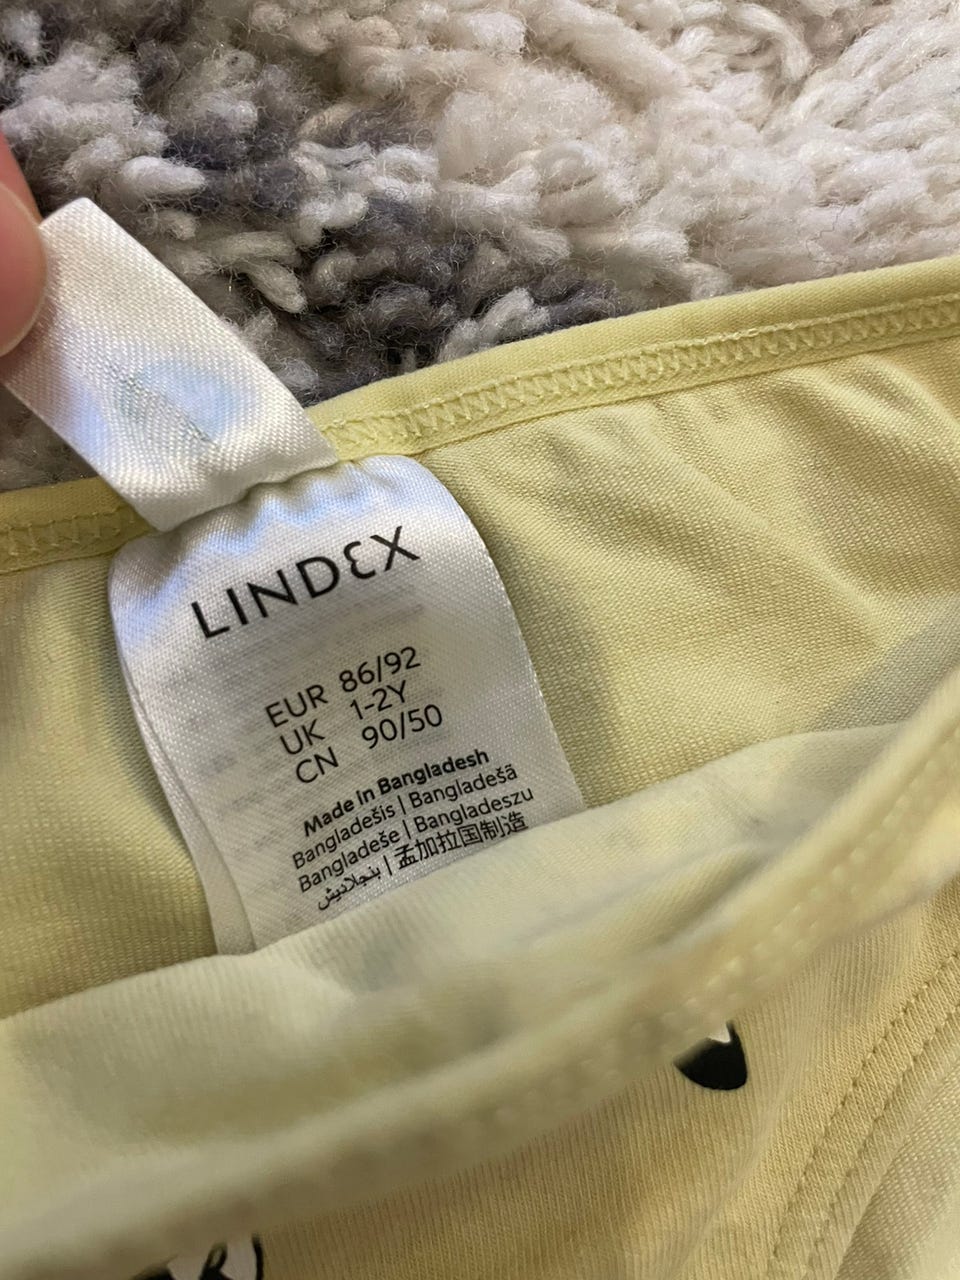 LINDEX
EUR 86/92
UK 1-2Y
CN 90/50
Made in Bangladesh
Bangladešis | Bangladešā
Bangladeše | Bangladeszu
بنجلاديش | 孟加拉国制造